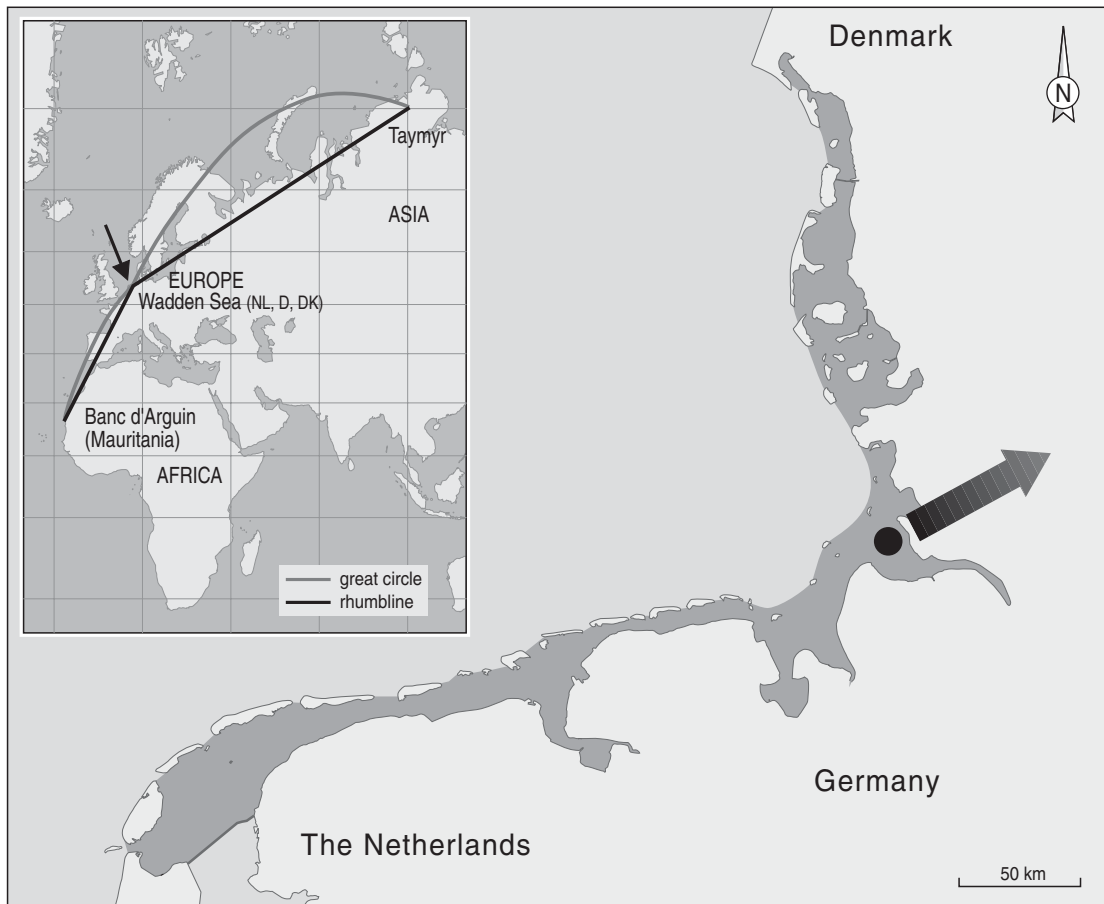 Denmark
N
Taymyr
ASIA
EUROPE
Wadden Sea (NL, D, DK)
Banc d'Arguin
(Mauritania)
AFRICA
great circle
rhumbline
Germany
The Netherlands
50 km